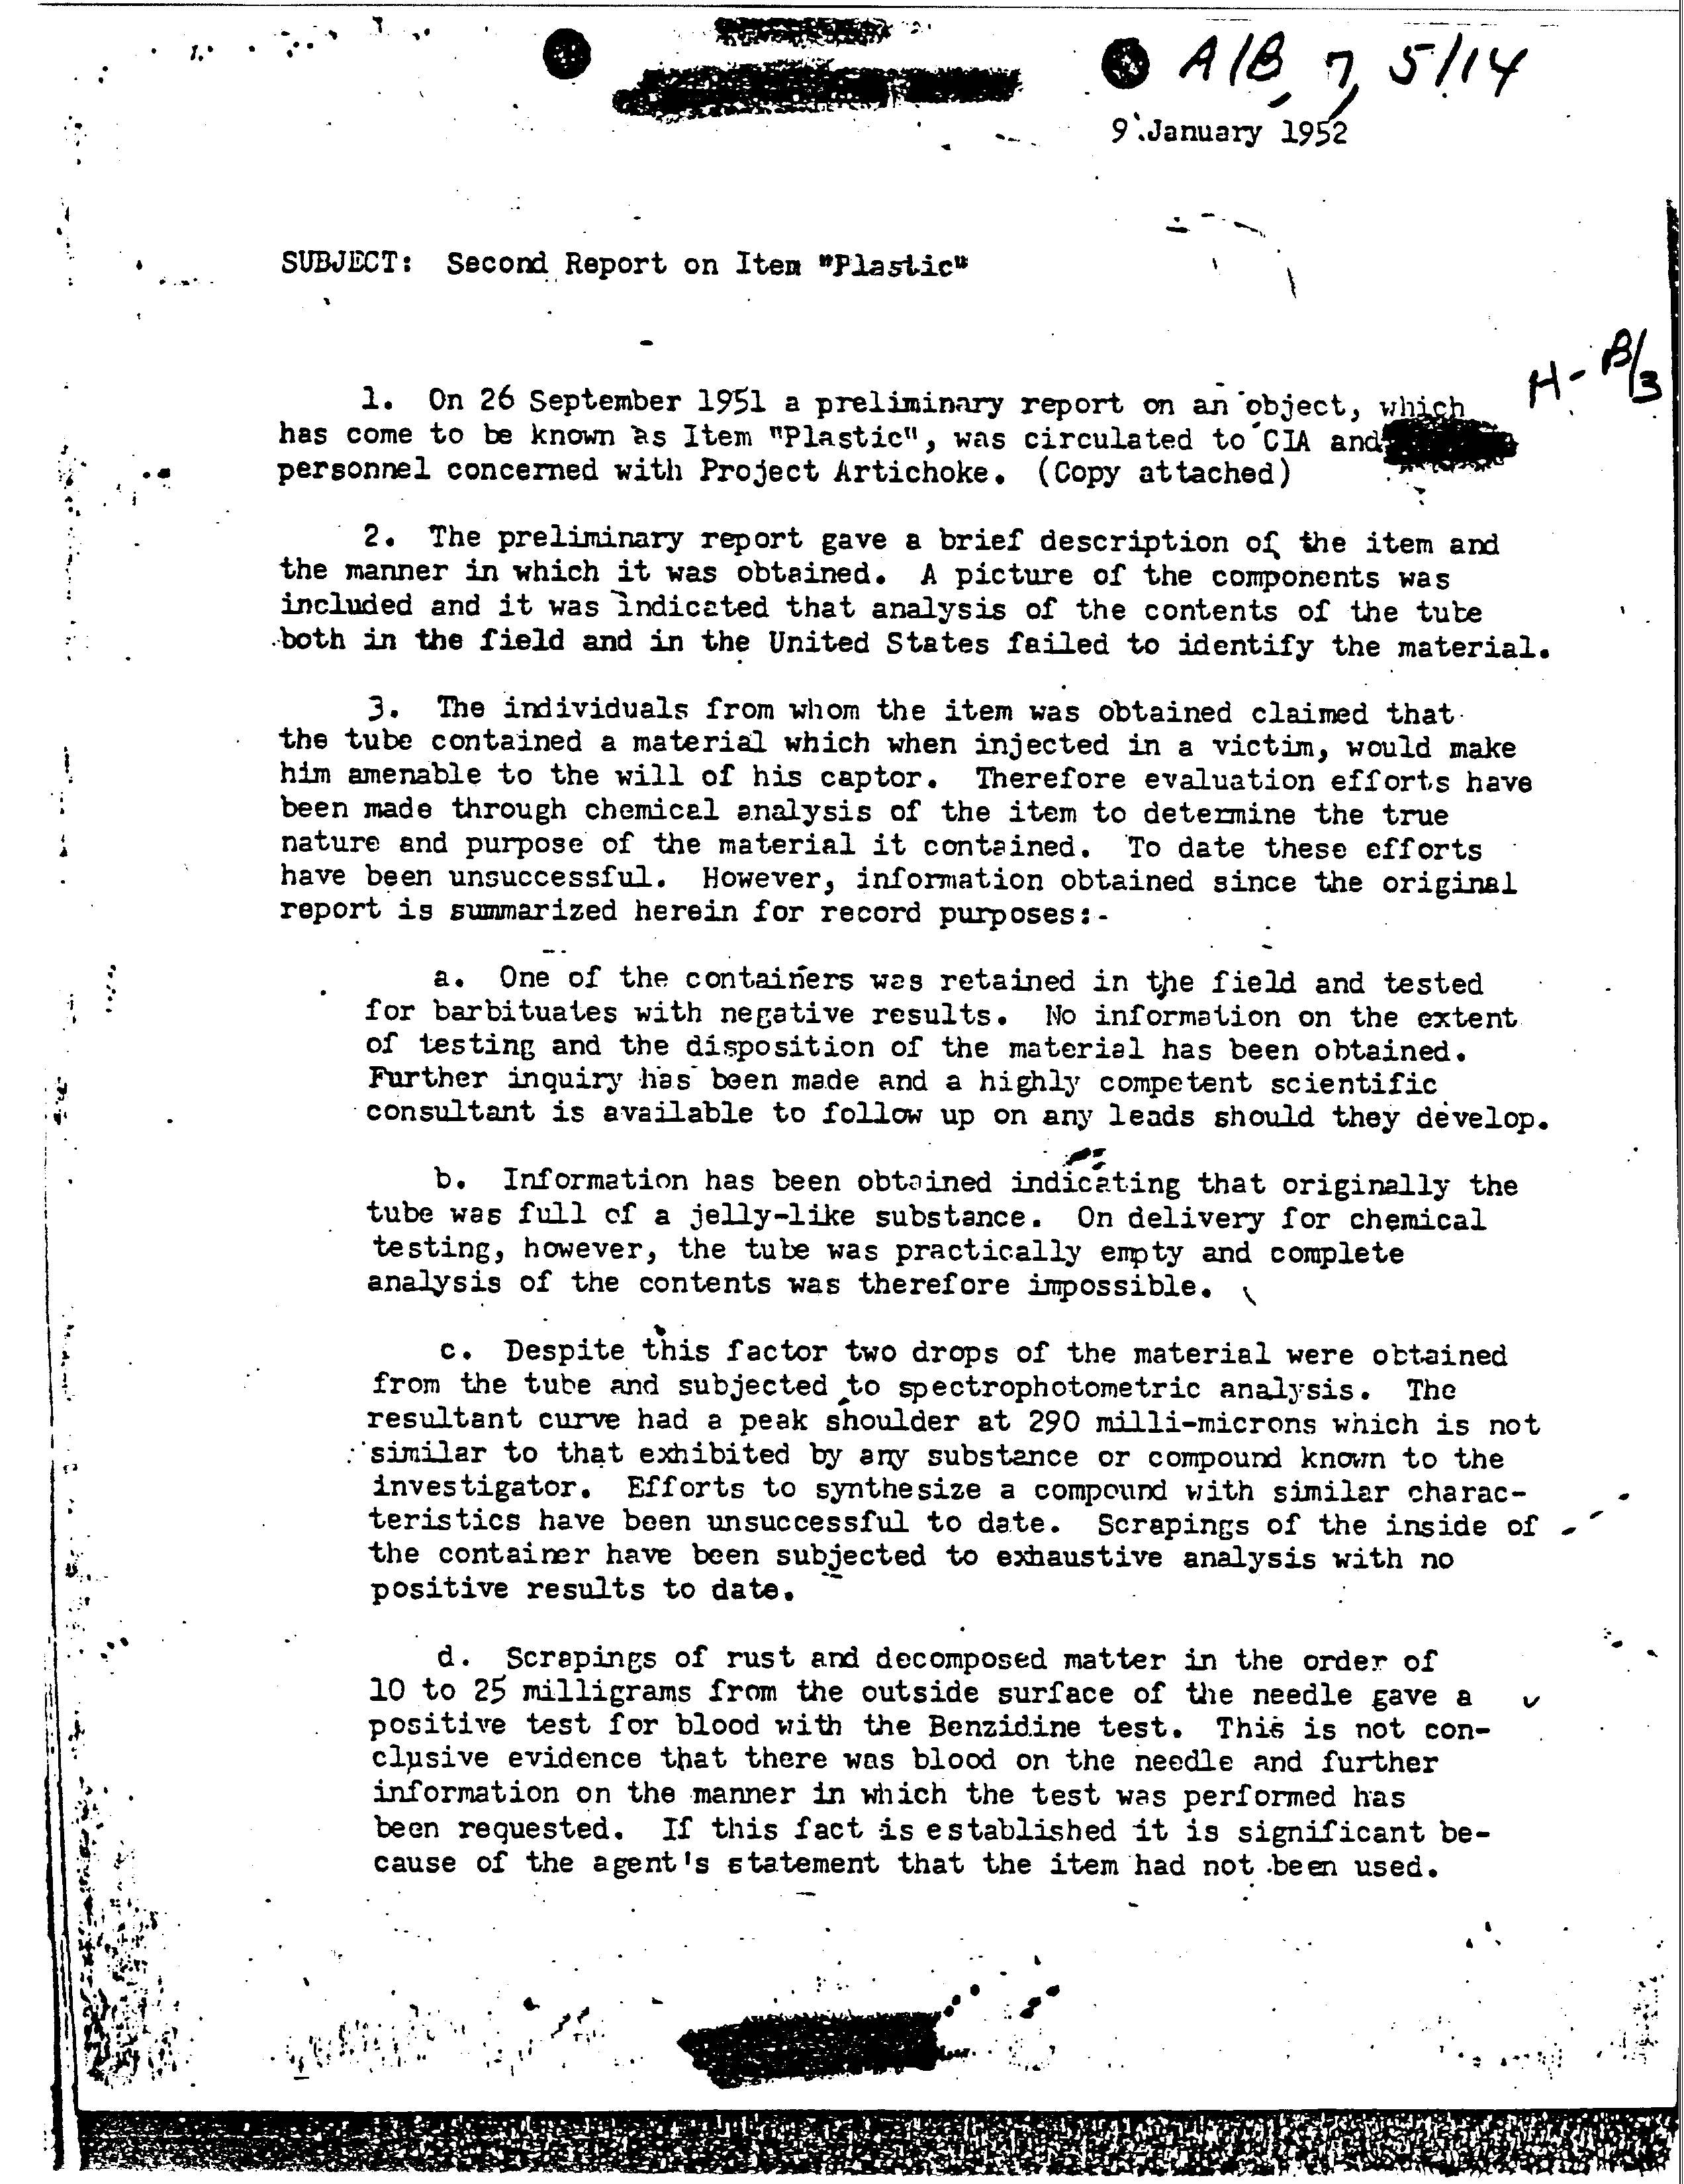 A/B, 7, 5/14
9 January 1952
SUBJECT: Second Report on Item "Plastic"
H-B/3
1. On 26 September 1951 a preliminary report on an object, which
has come to be known as Item "Plastic", was circulated to CIA and
personnel concerned with Project Artichoke. (Copy attached)
2. The preliminary report gave a brief description of the item and
the manner in which it was obtained. A picture of the components was
included and it was indicated that analysis of the contents of the tube
both in the field and in the United States failed to identify the material.
3. The individuals from whom the item was obtained claimed that
the tube contained a material which when injected in a victim, would make
him amenable to the will of his captor. Therefore evaluation efforts have
been made through chemical analysis of the item to determine the true
nature and purpose of the material it contained. To date these efforts
have been unsuccessful. However, information obtained since the original
report is summarized herein for record purposes:-
a. One of the containers was retained in the field and tested
for barbituates with negative results. No information on the extent
of testing and the disposition of the material has been obtained.
Further inquiry has been made and a highly competent scientific
consultant is available to follow up on any leads should they develop.
b. Information has been obtained indicating that originally the
tube was full of a jelly-like substance. On delivery for chemical
testing, however, the tube was practically empty and complete
analysis of the contents was therefore impossible.
c. Despite this factor two drops of the material were obtained
from the tube and subjected to spectrophotometric analysis. The
resultant curve had a peak shoulder at 290 milli-microns which is not
similar to that exhibited by any substance or compound known to the
investigator. Efforts to synthesize a compound with similar charac-
teristics have been unsuccessful to date. Scrapings of the inside of
the container have been subjected to exhaustive analysis with no
positive results to date.
d. Scrapings of rust and decomposed matter in the order of
10 to 25 milligrams from the outside surface of the needle gave a
positive test for blood with the Benzidine test. This is not con-
clusive evidence that there was blood on the needle and further
information on the manner in which the test was performed has
been requested. If this fact is established it is significant be-
cause of the agent's statement that the item had not been used.